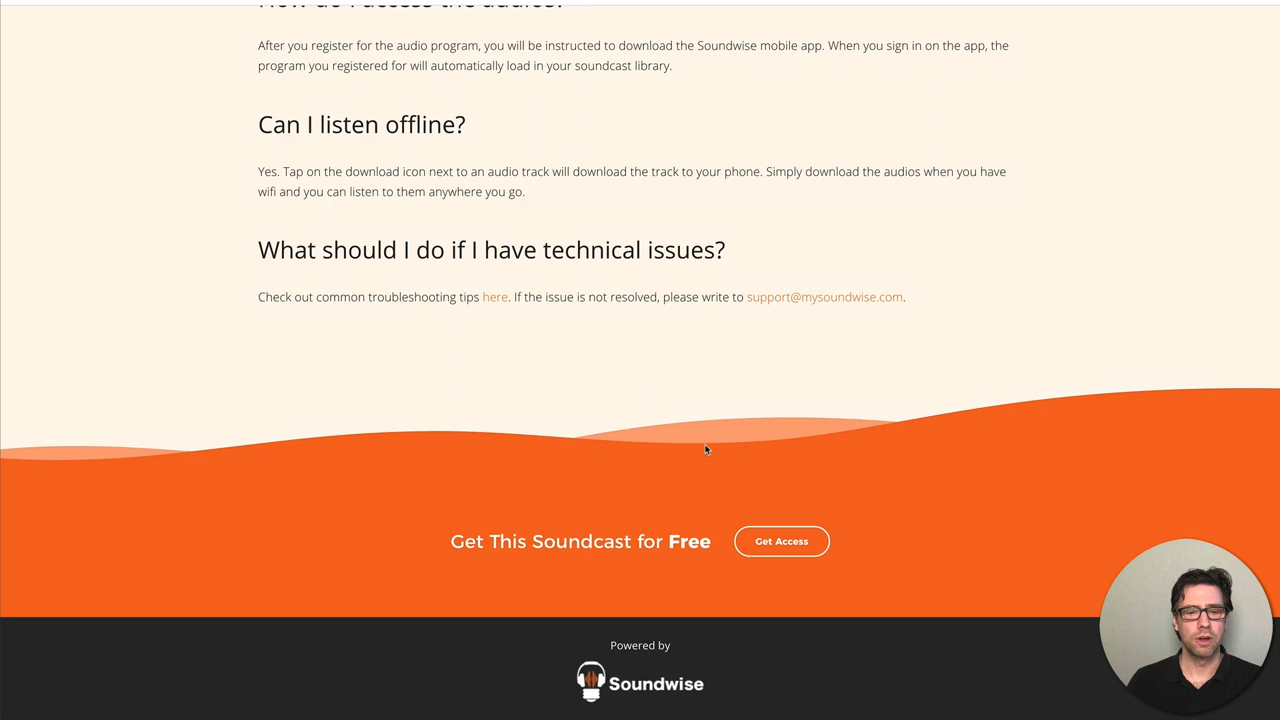 How do I access the audios?
After you register for the audio program, you will be instructed to download the Soundwise mobile app. When you sign in on the app, the
program you registered for will automatically load in your soundcast library.
Can I listen offline?
Yes. Tap on the download icon next to an audio track will download the track to your phone. Simply download the audios when you have
wifi and you can listen to them anywhere you go.
What should I do if I have technical issues?
Check out common troubleshooting tips here. If the issue is not resolved, please write to support@mysoundwise.com.
Get This Soundcast for Free
Get Access
Powered by
Soundwise